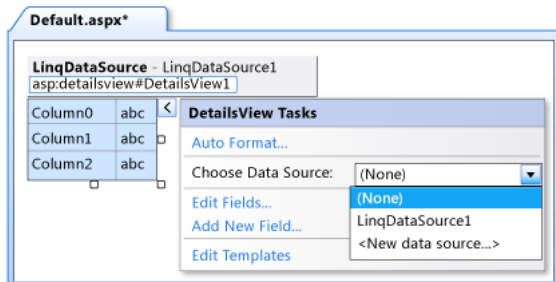 Default.aspx*
LinqDataSource - LinqDataSource1
asp:detailsview#DetailsView1
Column0 abc
Column1 abc
Column2 abc
<
DetailsView Tasks
Auto Format...
Choose Data Source: (None)
(None)
LinqDataSource1
<New data source...>
Edit Fields...
Add New Field...
Edit Templates